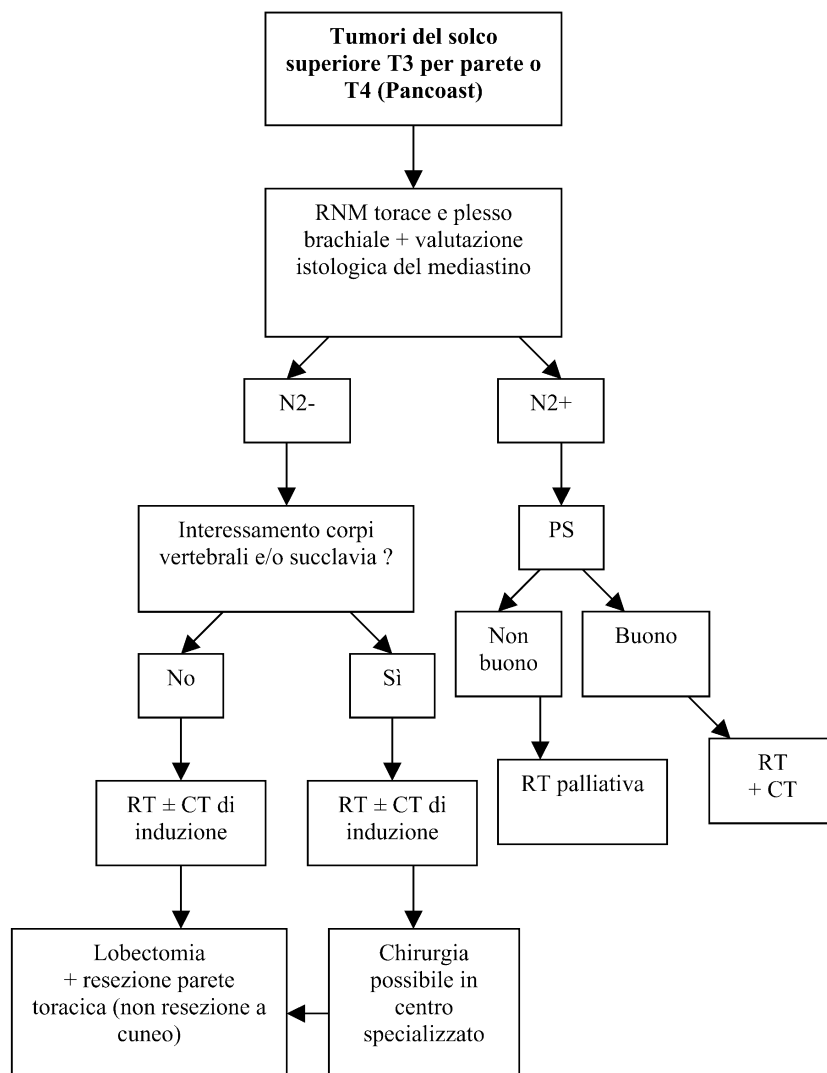 Tumori del solco
superiore T3 per parete o
T4 (Pancoast)
RNM torace e plesso
brachiale + valutazione
istologica del mediastino
N2-
N2+
Interessamento corpi
vertebrali e/o succlavia ?
PS
No
Sì
Non
buono
Buono
RT ± CT di
induzione
RT ± CT di
induzione
RT palliativa
RT
+ CT
Lobectomia
+ resezione parete
toracica (non resezione a
cuneo)
Chirurgia
possibile in
centro
specializzato